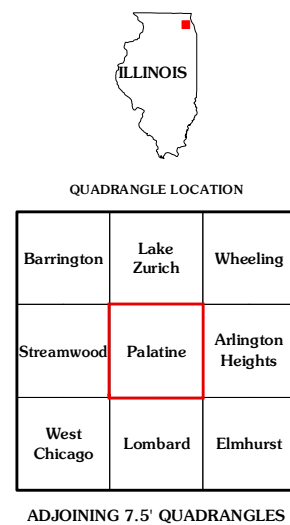 ILLINOIS
QUADRANGLE LOCATION
Barrington
Lake
Zurich
Wheeling
Streamwood
Palatine
Arlington
Heights
West
Chicago
Lombard
Elmhurst
ADJOINING 7.5' QUADRANGLES